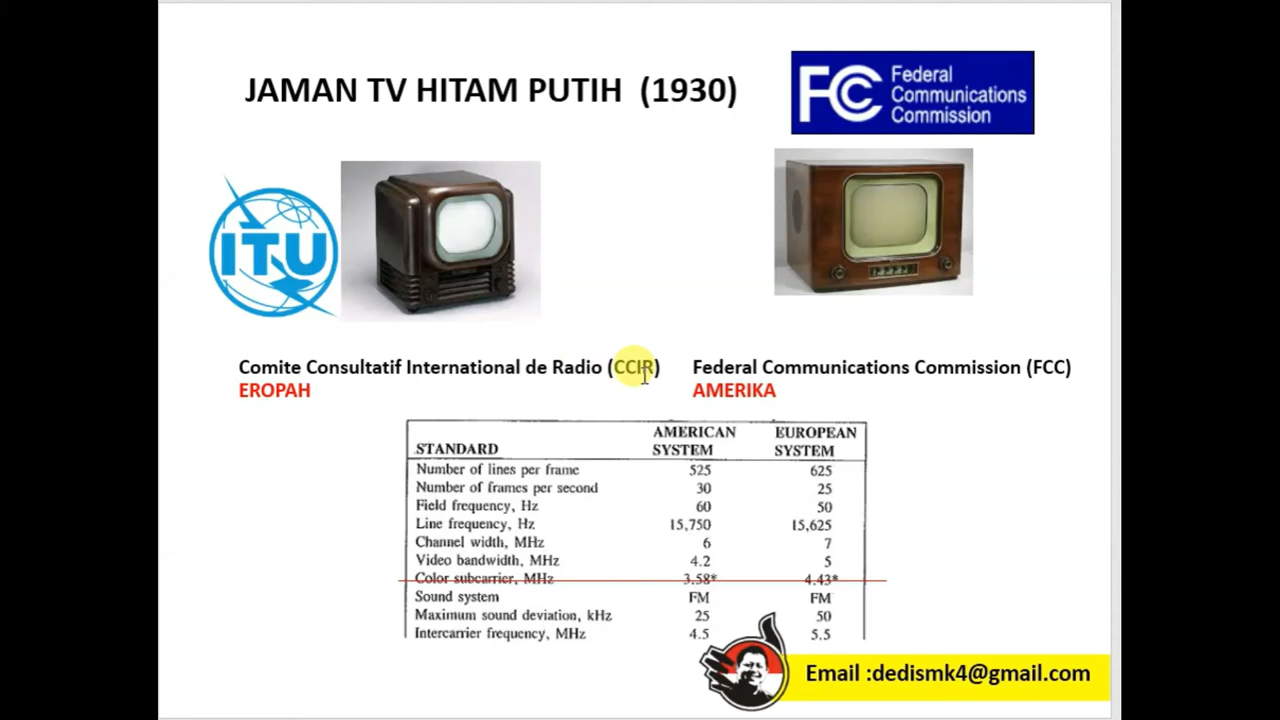 JAMAN TV HITAM PUTIH (1930)
FCC Federal
Communications
Commission
ITU
Comite Consultatif International de Radio (CCIR)
EROPAH
Federal Communications Commission (FCC)
AMERIKA
STANDARD AMERICAN SYSTEM EUROPEAN SYSTEM
Number of lines per frame 525 625
Number of frames per second 30 25
Field frequency, Hz 60 50
Line frequency, Hz 15,750 15,625
Channel width, MHz 6 7
Video bandwidth, MHz 4.2 5
Color subcarrier, MHz 3.58* 4.43*
Sound system FM FM
Maximum sound deviation, kHz 25 50
Intercarrier frequency, MHz 4.5 5.5
Email :dedismk4@gmail.com